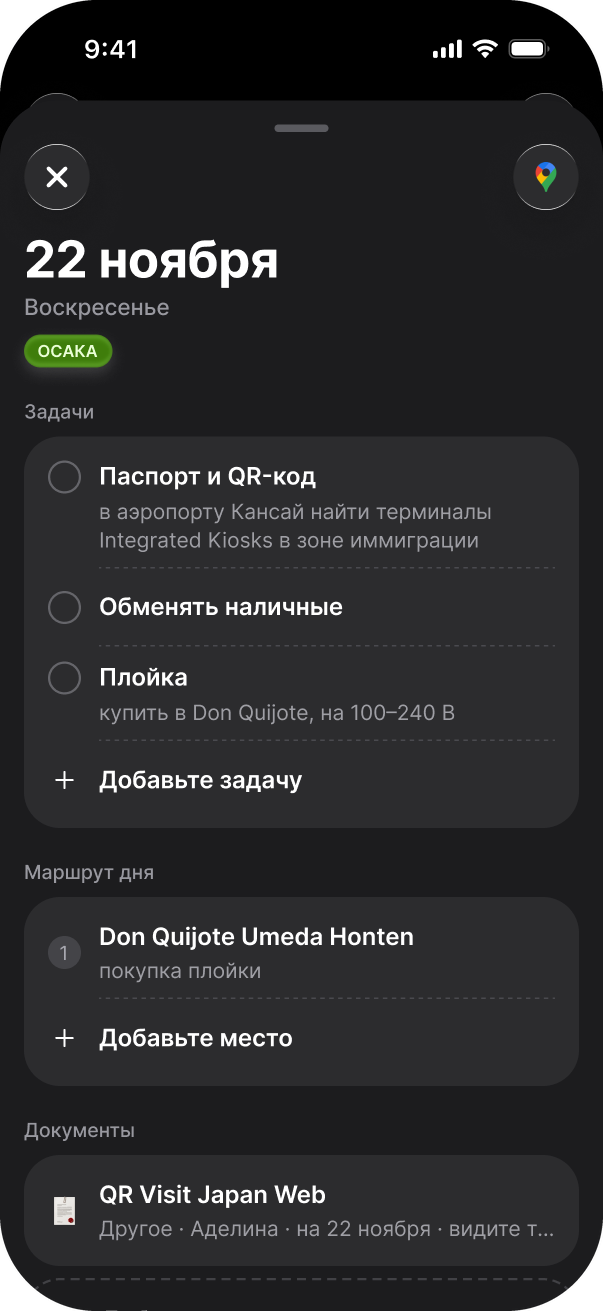 9:41
22 ноября
Воскресенье
ОСАКА
Задачи
Паспорт и QR-код
в аэропорту Кансай найти терминалы
Integrated Kiosks в зоне иммиграции
Обменять наличные
Плойка
купить в Don Quijote, на 100–240 В
+ Добавьте задачу
Маршрут дня
1 Don Quijote Umeda Honten
покупка плойки
+ Добавьте место
Документы
QR Visit Japan Web
Другое · Аделина · на 22 ноября · видите т...